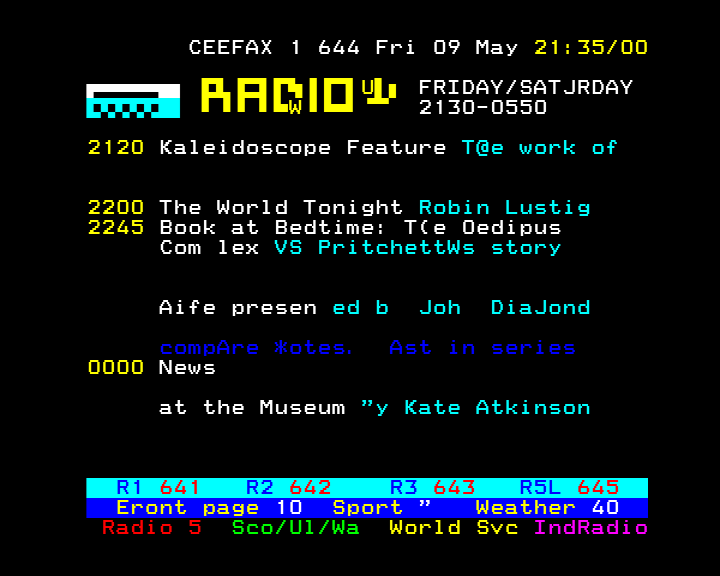 CEEFAX 1 644 Fri 09 May 21:35/00
RADIO FRIDAY/SATJRDAY
2130-0550
2120 Kaleidoscope Feature T@e work of
2200 The World Tonight Robin Lustig
2245 Book at Bedtime: T(e Oedipus
Com lex VS PritchettWs story
Aife presen ed b  Joh  DiaJond
compAre *otes.  Ast in series
0000 News
at the Museum "y Kate Atkinson
R1 641 R2 642 R3 643 R5L 645
Eront page 10 Sport " Weather 40
Radio 5 Sco/Ul/Wa World Svc IndRadio